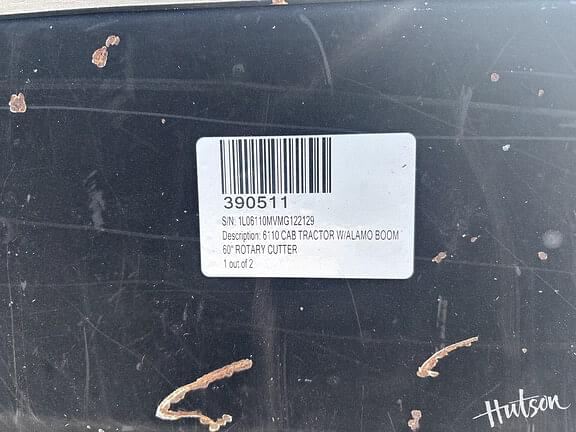 390511
S/N: 1L06110MVMG122129
Description: 6110 CAB TRACTOR W/ALAMO BOOM
60" ROTARY CUTTER
1 out of 2
Hutson